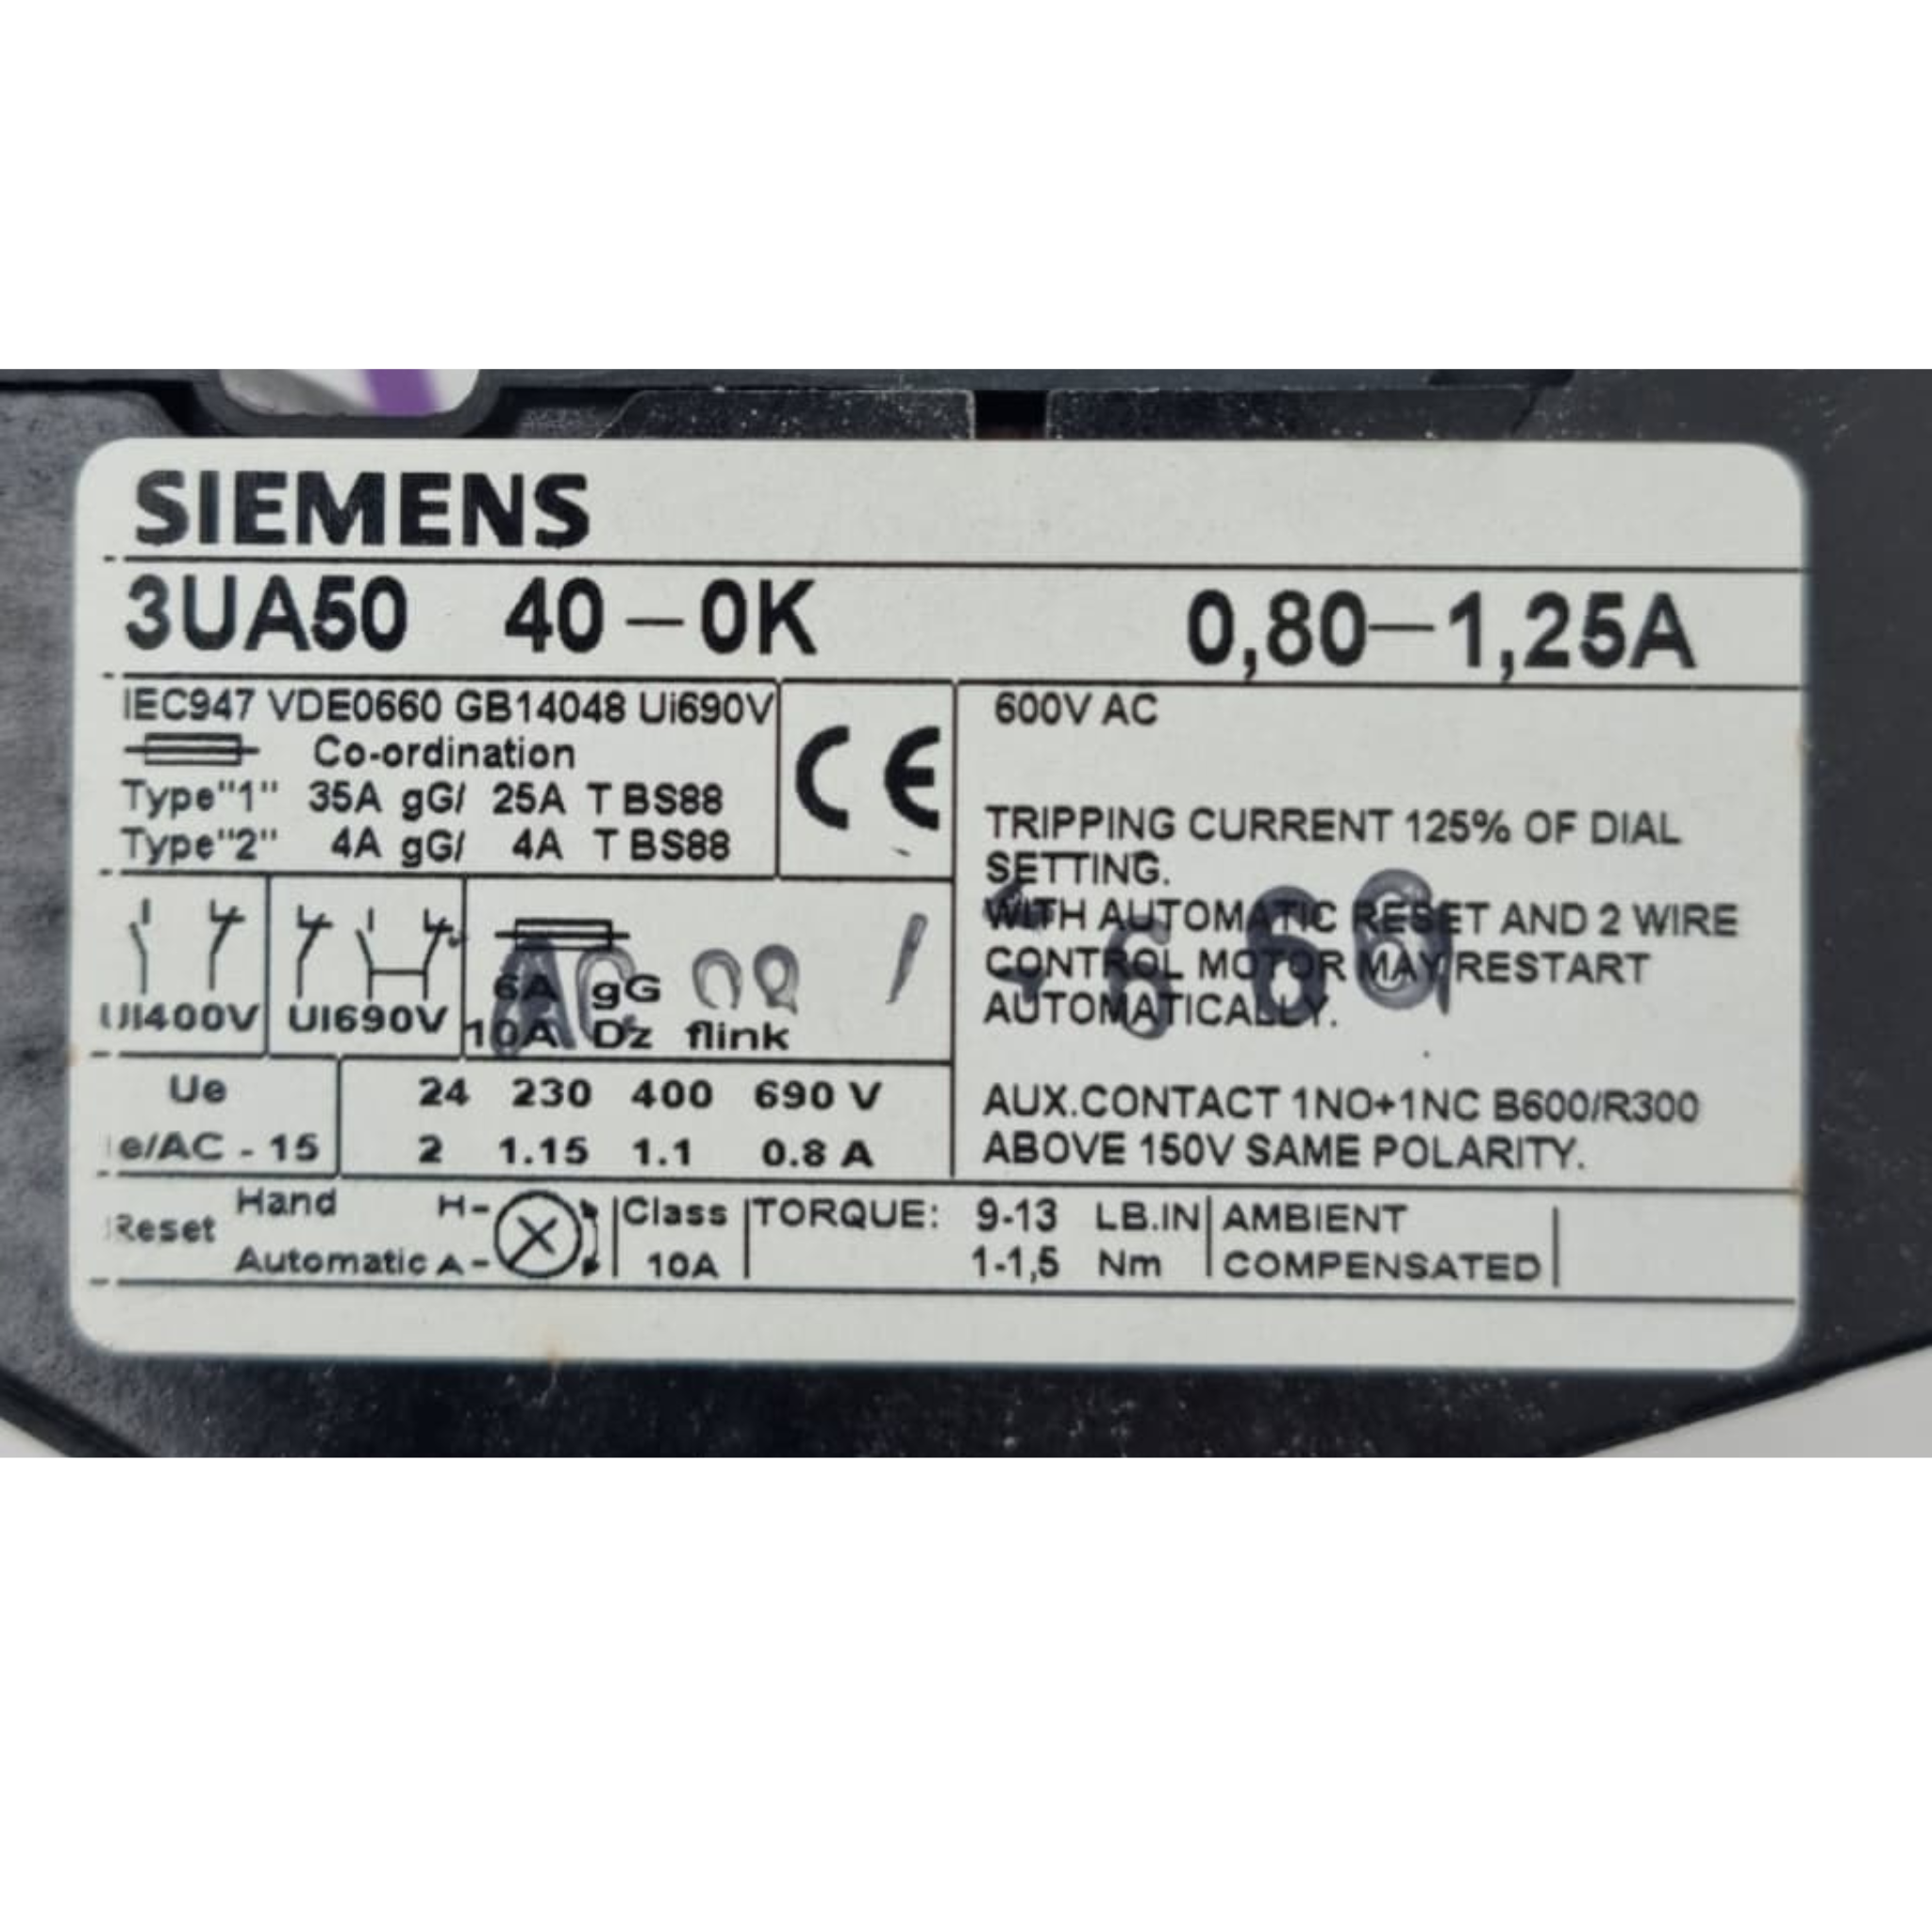 SIEMENS
3UA50 40-0K 0,80-1,25A
IEC947 VDE0660 GB14048 Ui690V
Co-ordination
Type"1" 35A gG/ 25A T BS88
Type"2" 4A gG/ 4A T BS88
CE
600V AC
TRIPPING CURRENT 125% OF DIAL
SETTING.
WITH AUTOMATIC RESET AND 2 WIRE
CONTROL MOTOR MAY RESTART
AUTOMATICALLY.
AUX.CONTACT 1NO+1NC B600/R300
ABOVE 150V SAME POLARITY.
UI400V UI690V
6A gG
10A Dz flink
Ue 24 230 400 690 V
e/AC - 15 2 1.15 1.1 0.8 A
Reset Hand H-
Automatic A-
Class
10A
TORQUE: 9-13 LB.IN
1-1,5 Nm
AMBIENT
COMPENSATED